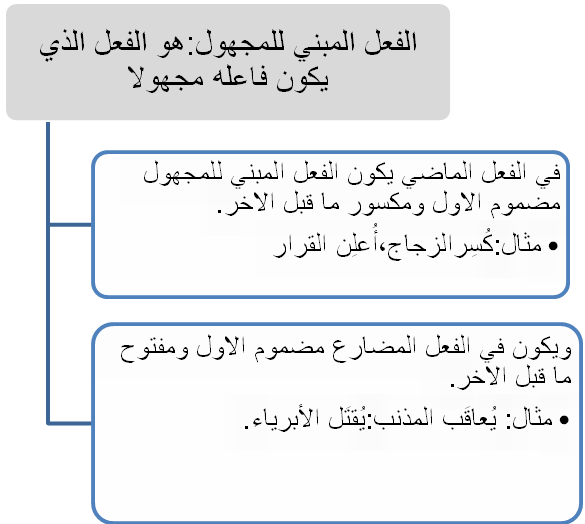 الفعل المبني للمجهول:هو الفعل الذي
يكون فاعله مجهولا
في الفعل الماضي يكون الفعل المبني للمجهول
مضموم الاول ومكسور ما قبل الاخر.
• مثال:كُسِرالزجاج،أُعلِن القرار
ويكون في الفعل المضارع مضموم الاول ومفتوح
ما قبل الاخر.
• مثال: يُعاقَب المذنب:يُقتَل الأبرياء.